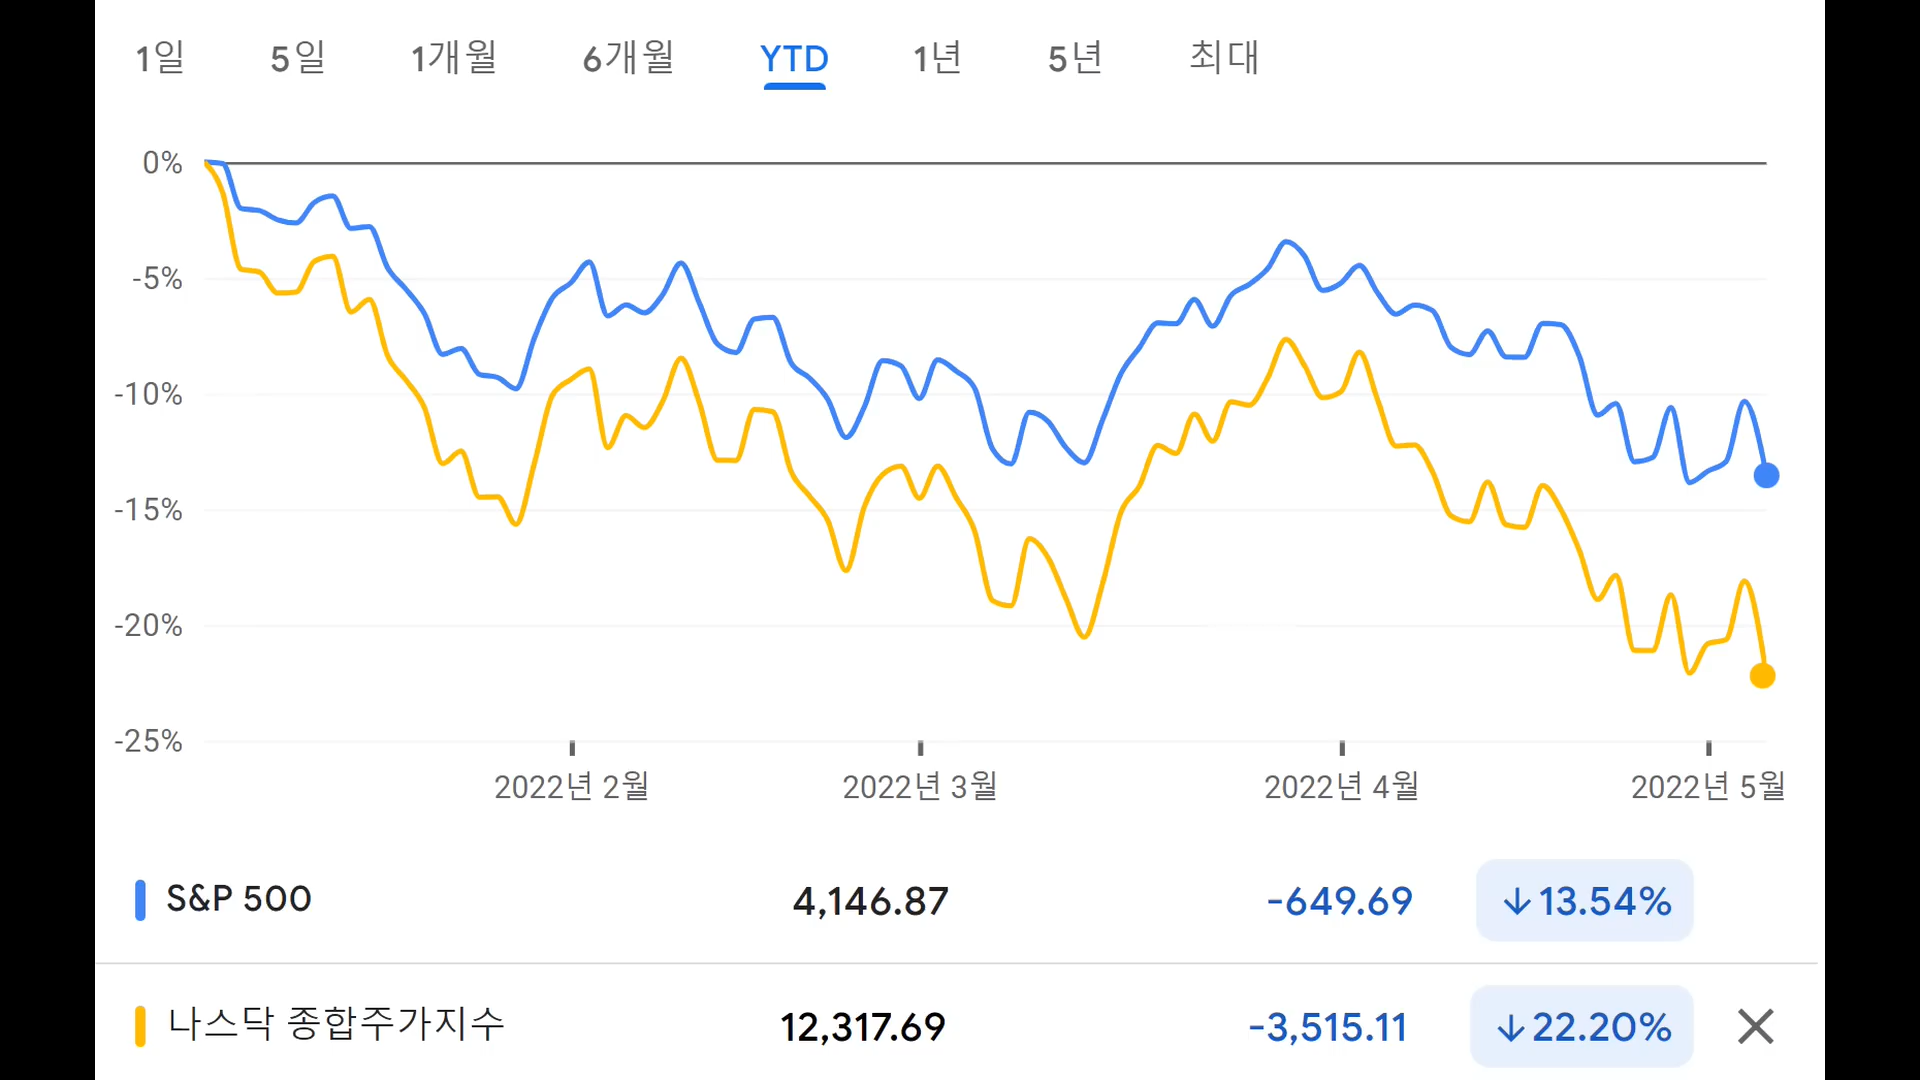 1일 5일 1개월 6개월 YTD 1년 5년 최대
0%
-5%
-10%
-15%
-20%
-25%
2022년 2월 2022년 3월 2022년 4월 2022년 5월
S&P 500 4,146.87 -649.69 ↓13.54%
나스닥 종합주가지수 12,317.69 -3,515.11 ↓22.20%